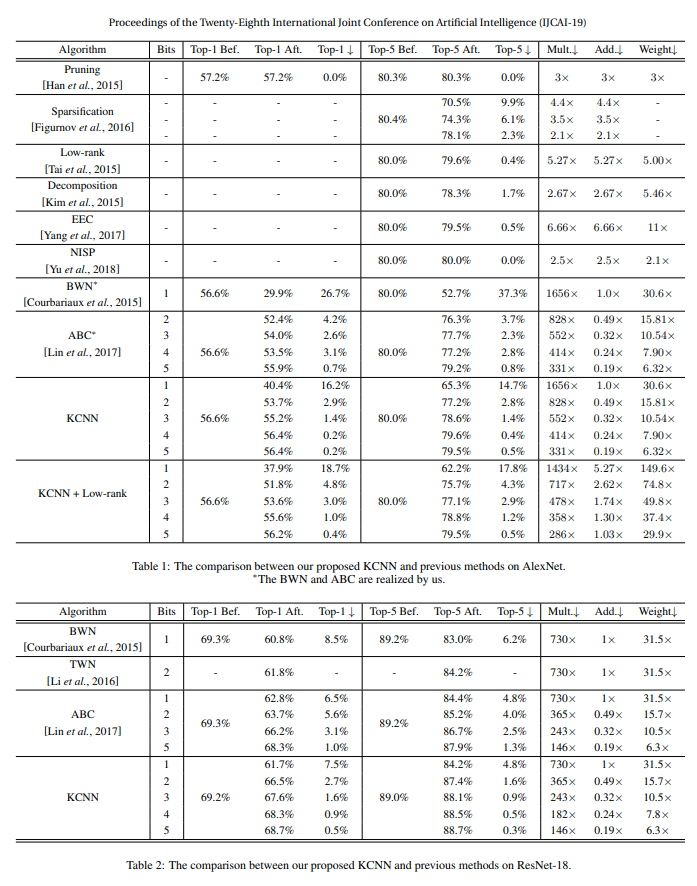 Proceedings of the Twenty-Eighth International Joint Conference on Artificial Intelligence (IJCAI-19)
Algorithm Bits Top-1 Bef. Top-1 Aft. Top-1 ↓ Top-5 Bef. Top-5 Aft. Top-5 ↓ Mult.↓ Add.↓ Weight↓
Pruning
[Han et al., 2015] - 57.2% 57.2% 0.0% 80.3% 80.3% 0.0% 3× 3× 3×
- - - - 70.5% 9.9% 4.4× 4.4× -
Sparsification
[Figurnov et al., 2016] - - - - 80.4% 74.3% 6.1% 3.5× 3.5× -
- - - - 78.1% 2.3% 2.1× 2.1× -
Low-rank
[Tai et al., 2015] - - - - 80.0% 79.6% 0.4% 5.27× 5.27× 5.00×
Decomposition
[Kim et al., 2015] - - - - 80.0% 78.3% 1.7% 2.67× 2.67× 5.46×
EEC
[Yang et al., 2017] - - - - 80.0% 79.5% 0.5% 6.66× 6.66× 11×
NISP
[Yu et al., 2018] - - - - 80.0% 80.0% 0.0% 2.5× 2.5× 2.1×
BWN*
[Courbariaux et al., 2015] 1 56.6% 29.9% 26.7% 80.0% 52.7% 37.3% 1656× 1.0× 30.6×
2 52.4% 4.2% 76.3% 3.7% 828× 0.49× 15.81×
ABC* 3 54.0% 2.6% 77.7% 2.3% 552× 0.32× 10.54×
[Lin et al., 2017] 56.6% 80.0%
4 53.5% 3.1% 77.2% 2.8% 414× 0.24× 7.90×
5 55.9% 0.7% 79.2% 0.8% 331× 0.19× 6.32×
1 40.4% 16.2% 65.3% 14.7% 1656× 1.0× 30.6×
2 53.7% 2.9% 77.2% 2.8% 828× 0.49× 15.81×
KCNN 3 56.6% 55.2% 1.4% 80.0% 78.6% 1.4% 552× 0.32× 10.54×
4 56.4% 0.2% 79.6% 0.4% 414× 0.24× 7.90×
5 56.4% 0.2% 79.5% 0.5% 331× 0.19× 6.32×
1 37.9% 18.7% 62.2% 17.8% 1434× 5.27× 149.6×
2 51.8% 4.8% 75.7% 4.3% 717× 2.62× 74.8×
KCNN + Low-rank 3 56.6% 53.6% 3.0% 80.0% 77.1% 2.9% 478× 1.74× 49.8×
4 55.6% 1.0% 78.8% 1.2% 358× 1.30× 37.4×
5 56.2% 0.4% 79.5% 0.5% 286× 1.03× 29.9×
Table 1: The comparison between our proposed KCNN and previous methods on AlexNet.
*The BWN and ABC are realized by us.
Algorithm Bits Top-1 Bef. Top-1 Aft. Top-1 ↓ Top-5 Bef. Top-5 Aft. Top-5 ↓ Mult.↓ Add.↓ Weight↓
BWN
[Courbariaux et al., 2015] 1 69.3% 60.8% 8.5% 89.2% 83.0% 6.2% 730× 1× 31.5×
TWN
[Li et al., 2016] 2 - 61.8% - - 84.2% - 730× 1× 31.5×
1 62.8% 6.5% 84.4% 4.8% 730× 1× 31.5×
ABC 2 63.7% 5.6% 85.2% 4.0% 365× 0.49× 15.7×
[Lin et al., 2017] 69.3% 89.2%
3 66.2% 3.1% 86.7% 2.5% 243× 0.32× 10.5×
5 68.3% 1.0% 87.9% 1.3% 146× 0.19× 6.3×
1 61.7% 7.5% 84.2% 4.8% 730× 1× 31.5×
2 66.5% 2.7% 87.4% 1.6% 365× 0.49× 15.7×
KCNN 3 69.2% 67.6% 1.6% 89.0% 88.1% 0.9% 243× 0.32× 10.5×
4 68.3% 0.9% 88.5% 0.5% 182× 0.24× 7.8×
5 68.7% 0.5% 88.7% 0.3% 146× 0.19× 6.3×
Table 2: The comparison between our proposed KCNN and previous methods on ResNet-18.